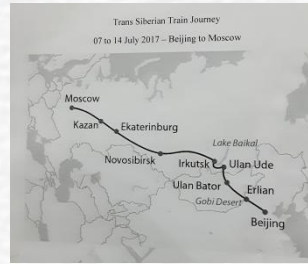 Trans Siberian Train Journey
07 to 14 July 2017 – Beijing to Moscow
Moscow
Kazan
Ekaterinburg
Lake Baikal
Novosibirsk
Irkutsk
Ulan Ude
Ulan Bator
Erlian
Gobi Desert
Beijing